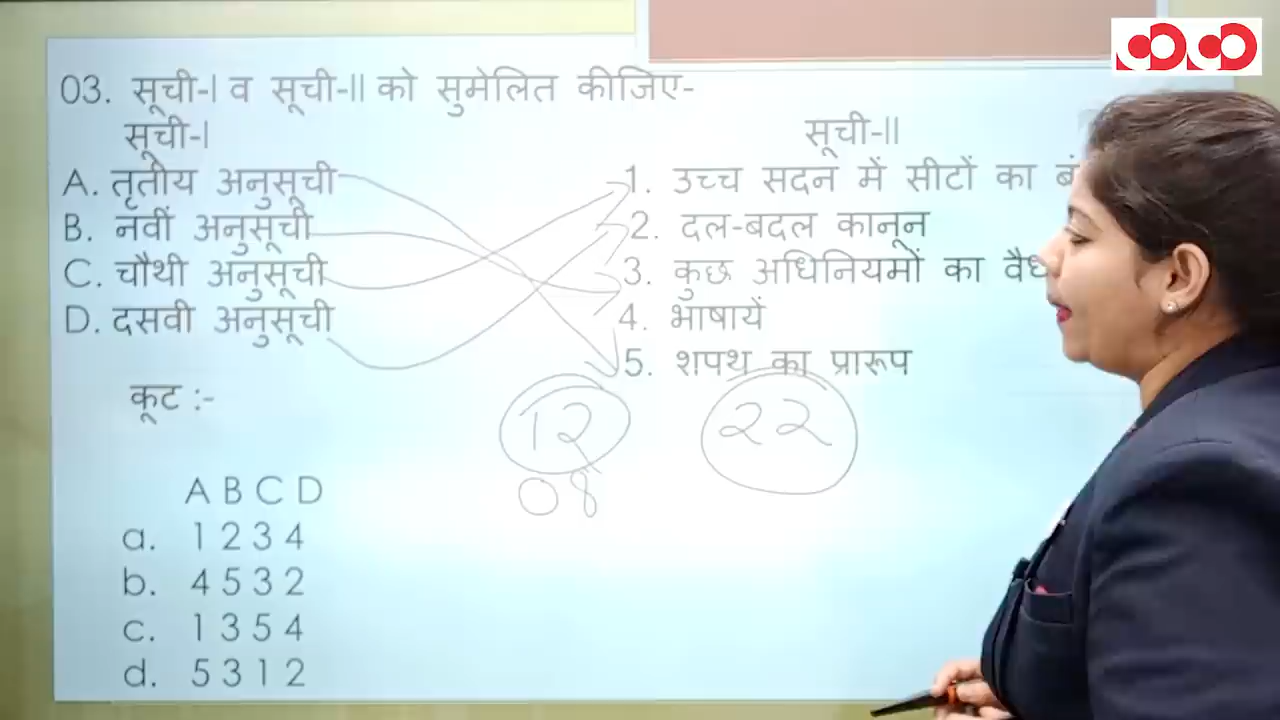 03. सूची-I व सूची-II को सुमेलित कीजिए-
सूची-I सूची-II
A. तृतीय अनुसूची 1. उच्च सदन में सीटों का
B. नवीं अनुसूची 2. दल-बदल कानून
C. चौथी अनुसूची 3. कुछ अधिनियमों का
D. दसवी अनुसूची 4. भाषायें
5. शपथ का प्रारूप
कूट :-
12 22
08
A B C D
a. 1 2 3 4
b. 4 5 3 2
c. 1 3 5 4
d. 5 3 1 2